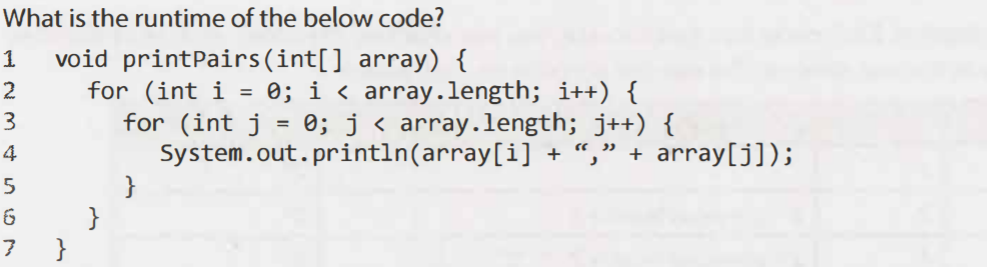 What is the runtime of the below code?
1 void printPairs(int[] array) {
2 for (int i = 0; i < array.length; i++) {
3 for (int j = 0; j < array.length; j++) {
4 System.out.println(array[i] + “,” + array[j]);
5 }
6 }
7 }